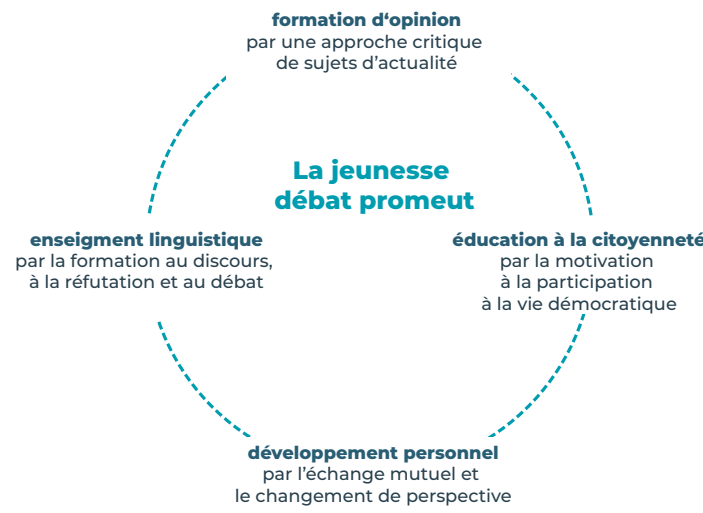 formation d‘opinion
par une approche critique
de sujets d’actualité
La jeunesse
débat promeut
enseigment linguistique
par la formation au discours,
à la réfutation et au débat
éducation à la citoyenneté
par la motivation
à la participation
à la vie démocratique
développement personnel
par l’échange mutuel et
le changement de perspective